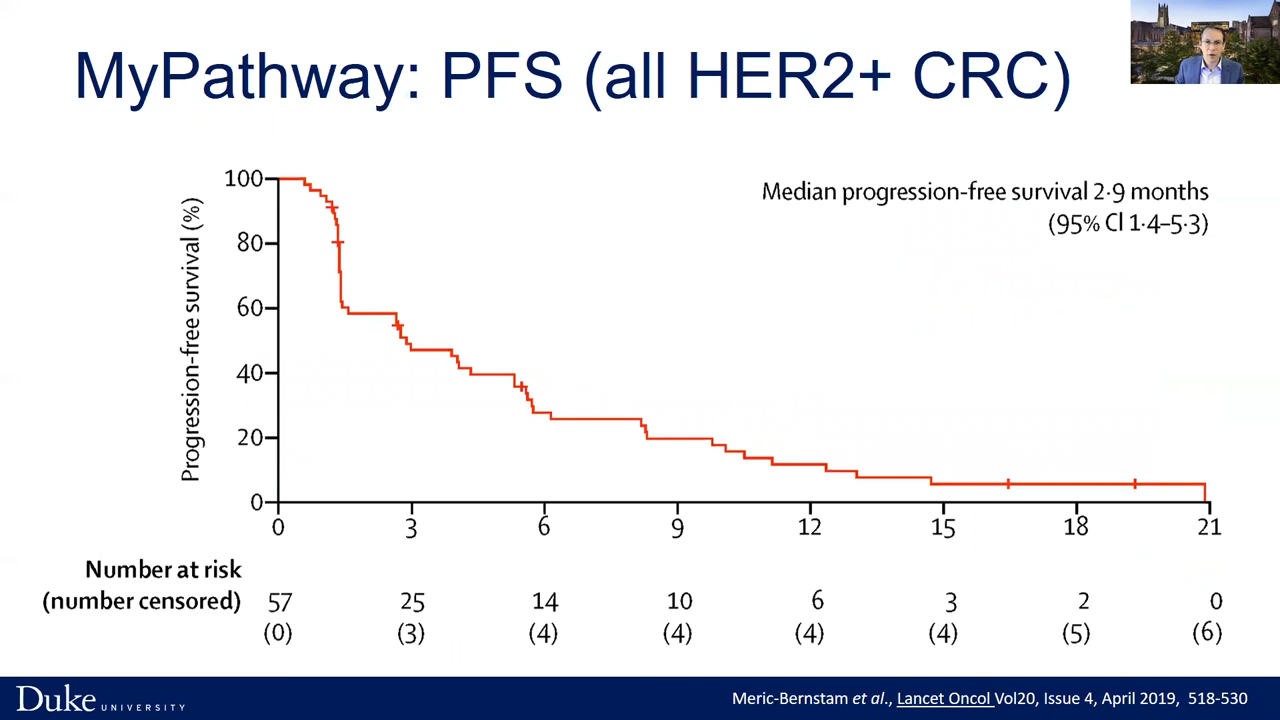 MyPathway: PFS (all HER2+ CRC)
Median progression-free survival 2·9 months
(95% CI 1·4–5·3)
Progression-free survival (%)
100
80
60
40
20
0
0 3 6 9 12 15 18 21
Number at risk
(number censored)
57 25 14 10 6 3 2 0
(0) (3) (4) (4) (4) (4) (5) (6)
Duke UNIVERSITY
Meric-Bernstam et al., Lancet Oncol Vol20, Issue 4, April 2019, 518-530